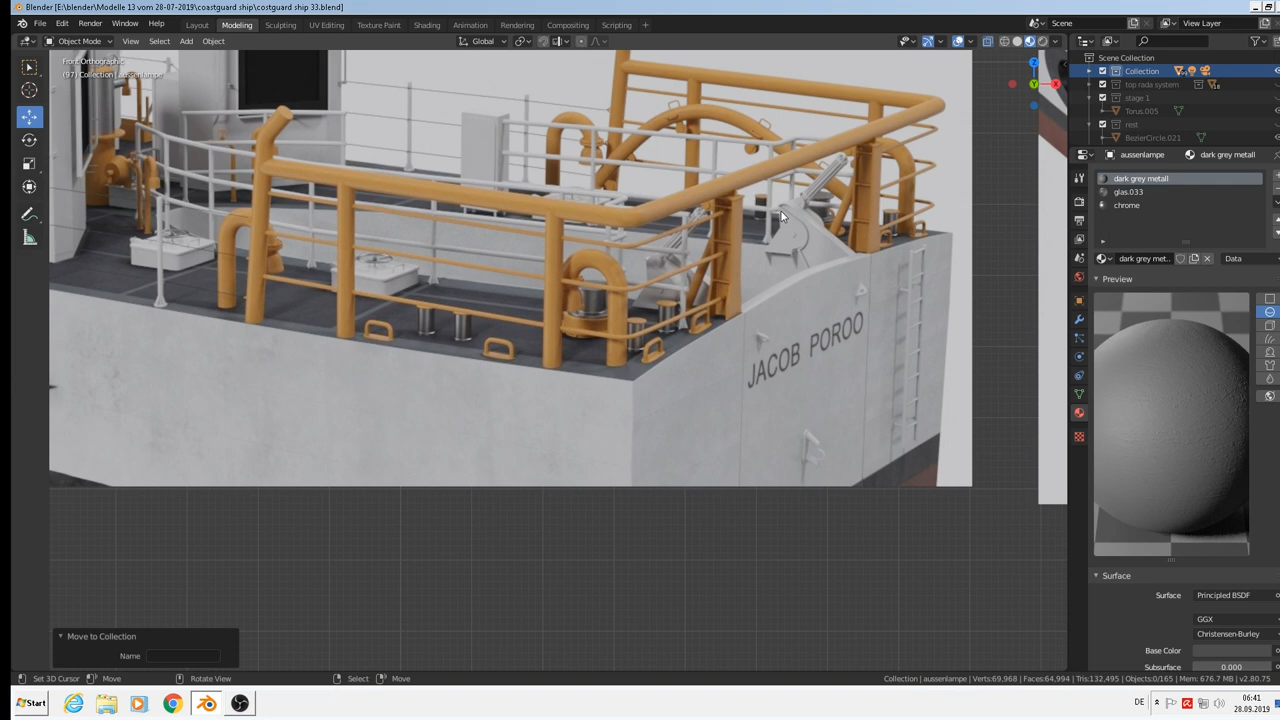 Blender [E:\blender\Modelle 13 vom 28-07-2019\coastguard ship\costguard ship 33.blend]
File Edit Render Window Help Layout Modeling Sculpting UV Editing Texture Paint Shading Animation Rendering Compositing Scripting + Scene View Layer
Object Mode View Select Add Object Global
Front Orthographic
(97) Collection | aussenlampe
Scene Collection
Collection
top rada system
stage 1
Torus.005
rest
BezierCircle.021
aussenlampe dark grey metall
dark grey metall
glas.033
chrome
dark grey met... Data
Preview
Surface
Surface Principled BSDF
GGX
Christensen-Burley
Base Color
Subsurface 0.000
JACOB POROO
Move to Collection
Name
Set 3D Cursor Move Rotate View Select Move Collection | aussenlampe | Verts:69,968 | Faces:64,994 | Tris:132,495 | Objects:0/165 | Mem: 676.7 MB | v2.80.75
Start DE 06:41
28.09.2019